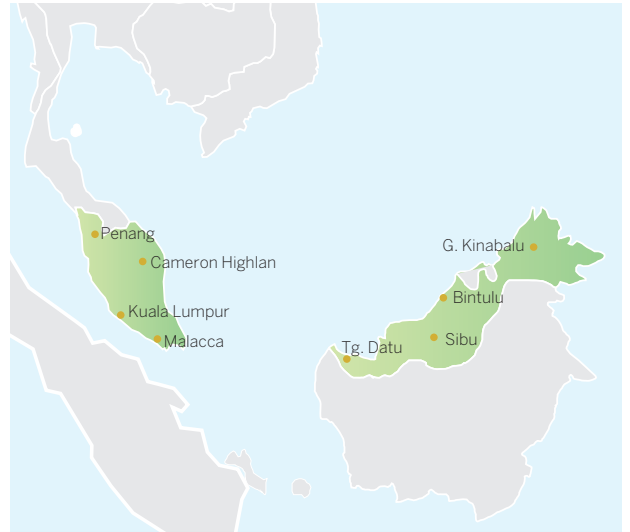 Penang
Cameron Highlan
Kuala Lumpur
Malacca
G. Kinabalu
Bintulu
Sibu
Tg. Datu